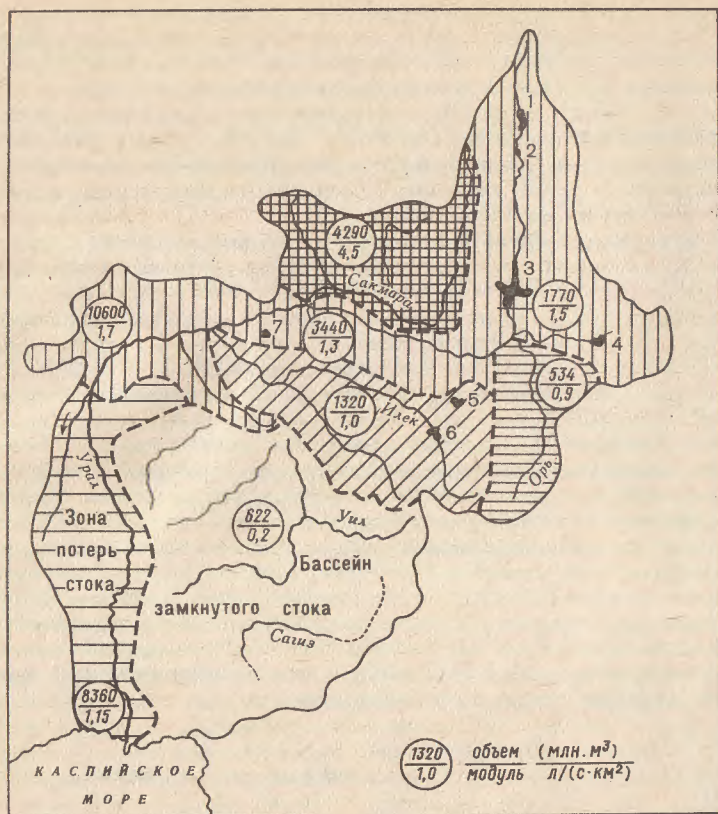 1
2
4290
4,5
Сакмара
3
1770
1,5
10600
1,7
7
3440
1,3
4
534
0,9
5
1320
1,0
Илек
6
Орь
Урал
Зона
потерь
стока
622
0,2
Уил
Бассейн
замкнутого стока
Сагиз
8360
1,15
КАСПИЙСКОЕ
МОРЕ
1320
1,0
объем (млн. м³)
модуль л/(с·км²)